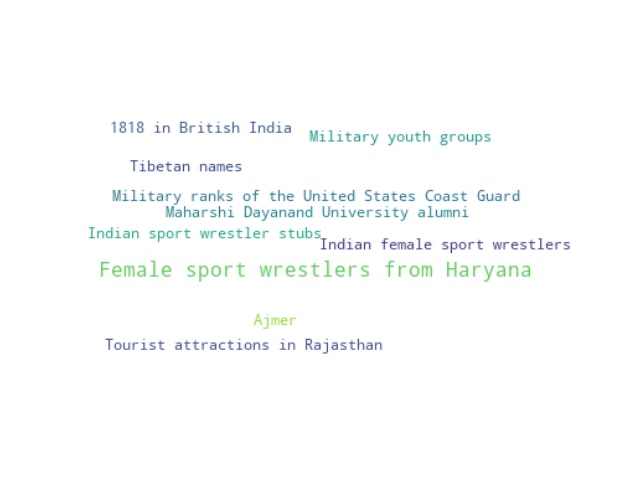 1818 in British India
Military youth groups
Tibetan names
Military ranks of the United States Coast Guard
Maharshi Dayanand University alumni
Indian sport wrestler stubs
Indian female sport wrestlers
Female sport wrestlers from Haryana
Ajmer
Tourist attractions in Rajasthan